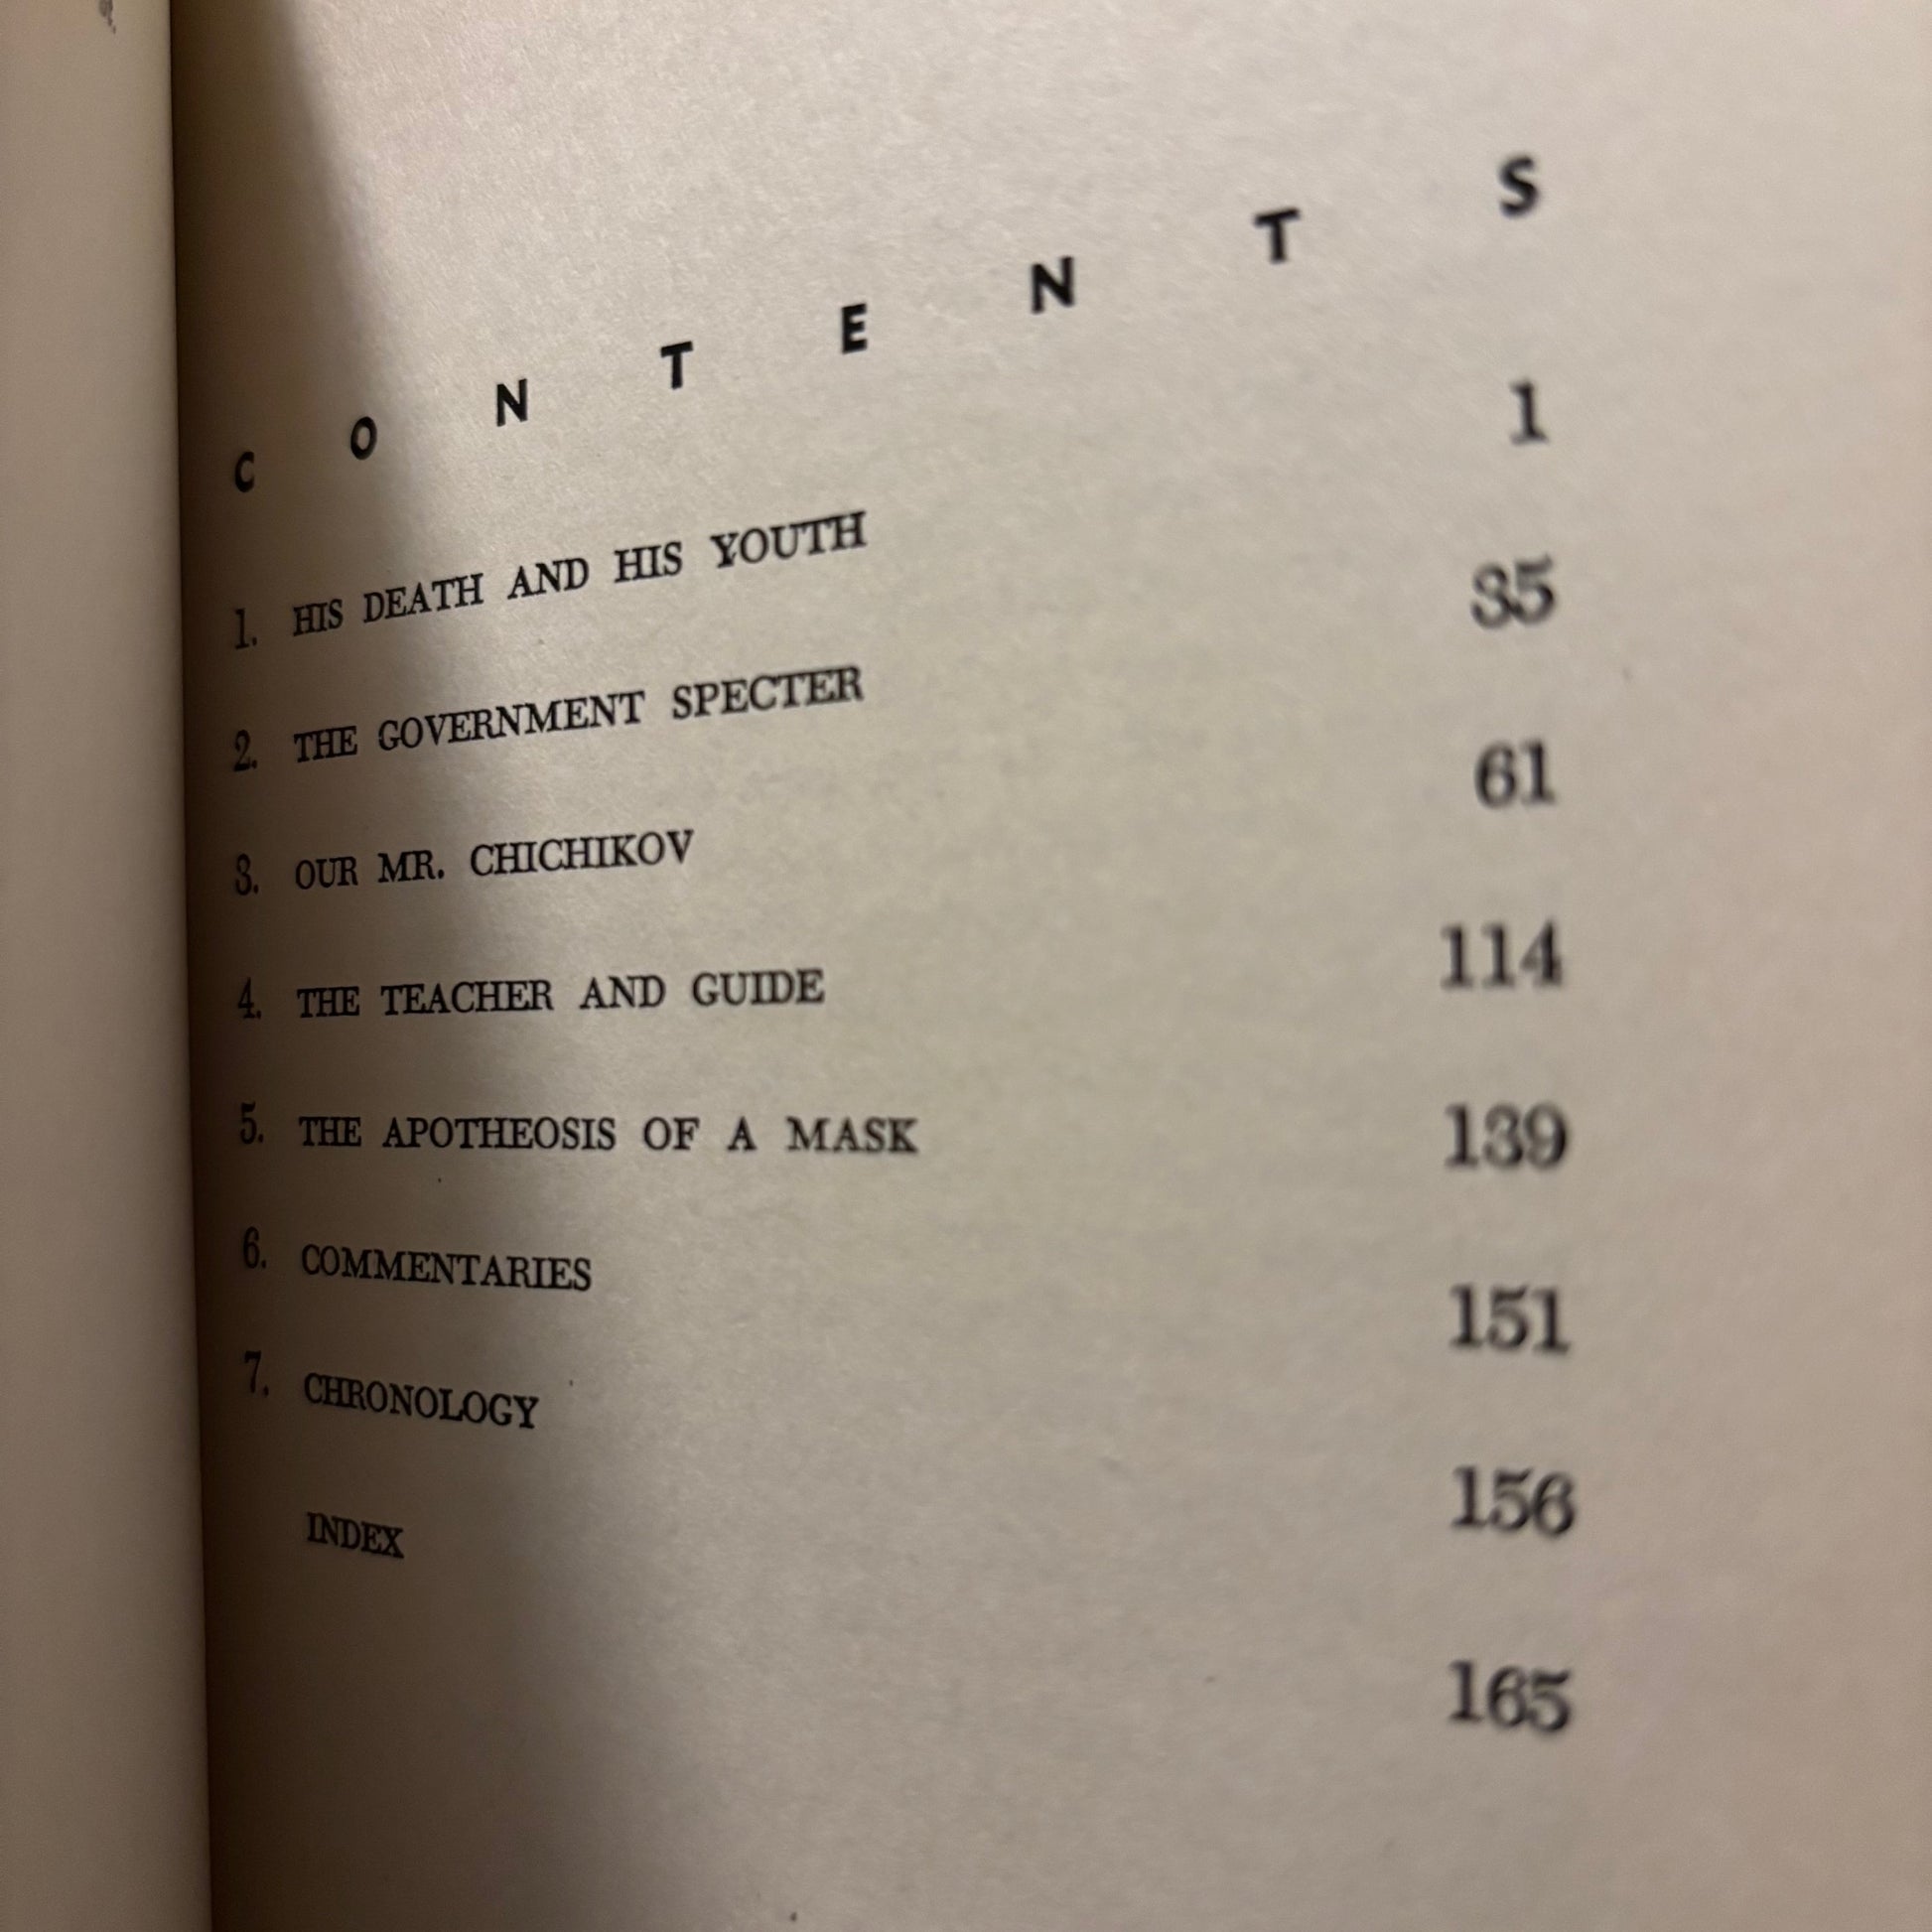 CONTENTS
1. HIS DEATH AND HIS YOUTH 1
2. THE GOVERNMENT SPECTER 35
3. OUR MR. CHICHIKOV 61
4. THE TEACHER AND GUIDE 114
5. THE APOTHEOSIS OF A MASK 139
6. COMMENTARIES 151
7. CHRONOLOGY 156
INDEX 165